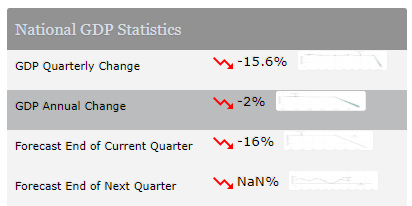 National GDP Statistics
GDP Quarterly Change -15.6%
GDP Annual Change -2%
Forecast End of Current Quarter -16%
Forecast End of Next Quarter NaN%